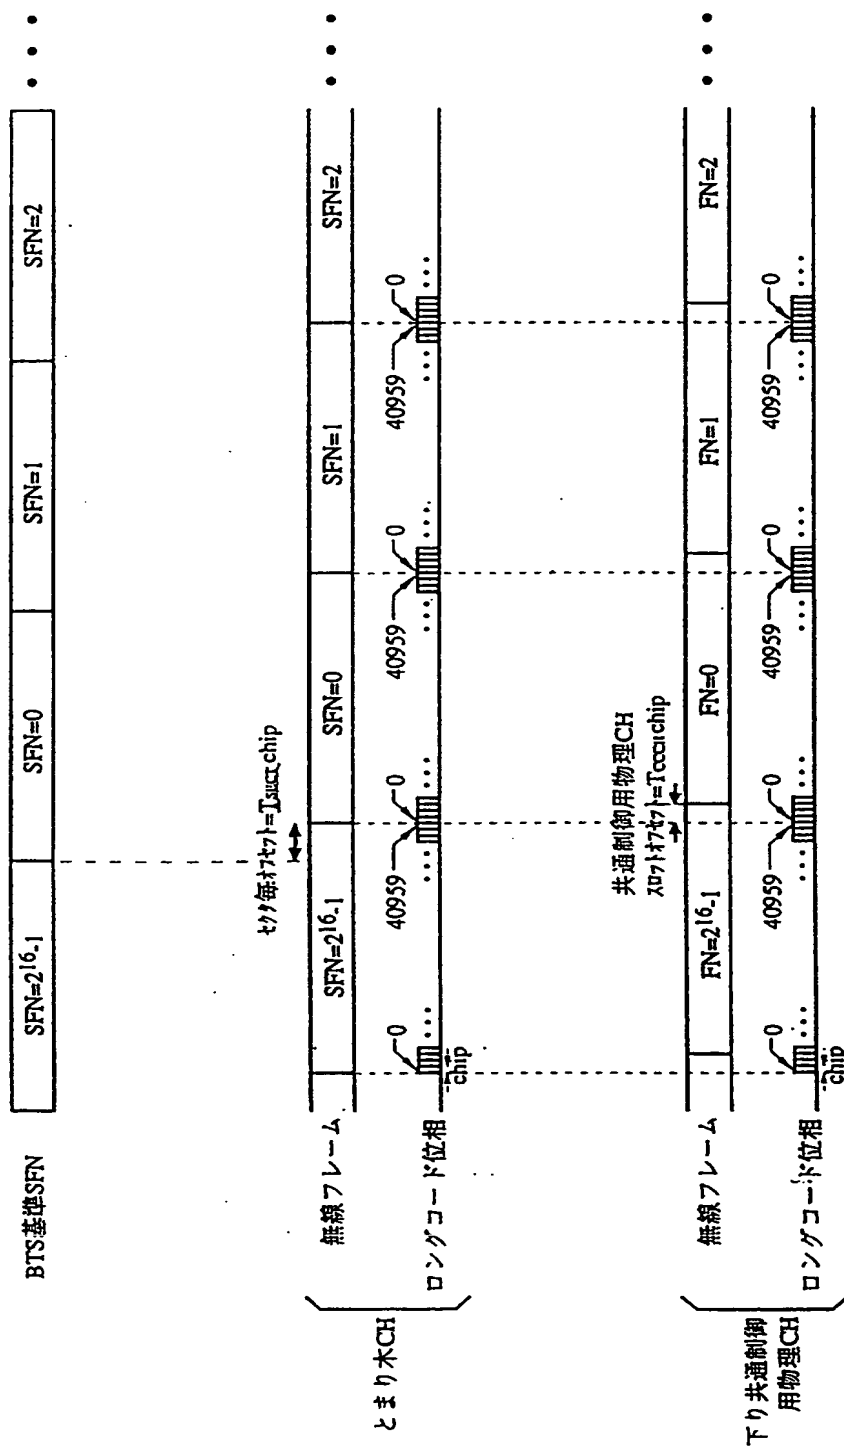 BTS基準SFN
SFN=2^16-1
SFN=0
SFN=1
SFN=2
• • •
とまり木CH
無線フレーム
SFN=2^16-1
セクタ毎オフセット=
chip
SFN=0
SFN=1
SFN=2
• • •
ロングコード位相
0
• • •
chip
• • •
40959
0
• • •
• • •
40959
0
• • •
• • •
40959
0
• • •
下り共通制御
用物理CH
無線フレーム
FN=2^16-1
共通制御用物理CH
スロットオフセット=
chip
FN=0
FN=1
FN=2
• • •
ロングコード位相
0
• • •
chip
• • •
40959
0
• • •
• • •
40959
0
• • •
• • •
40959
0
• • •